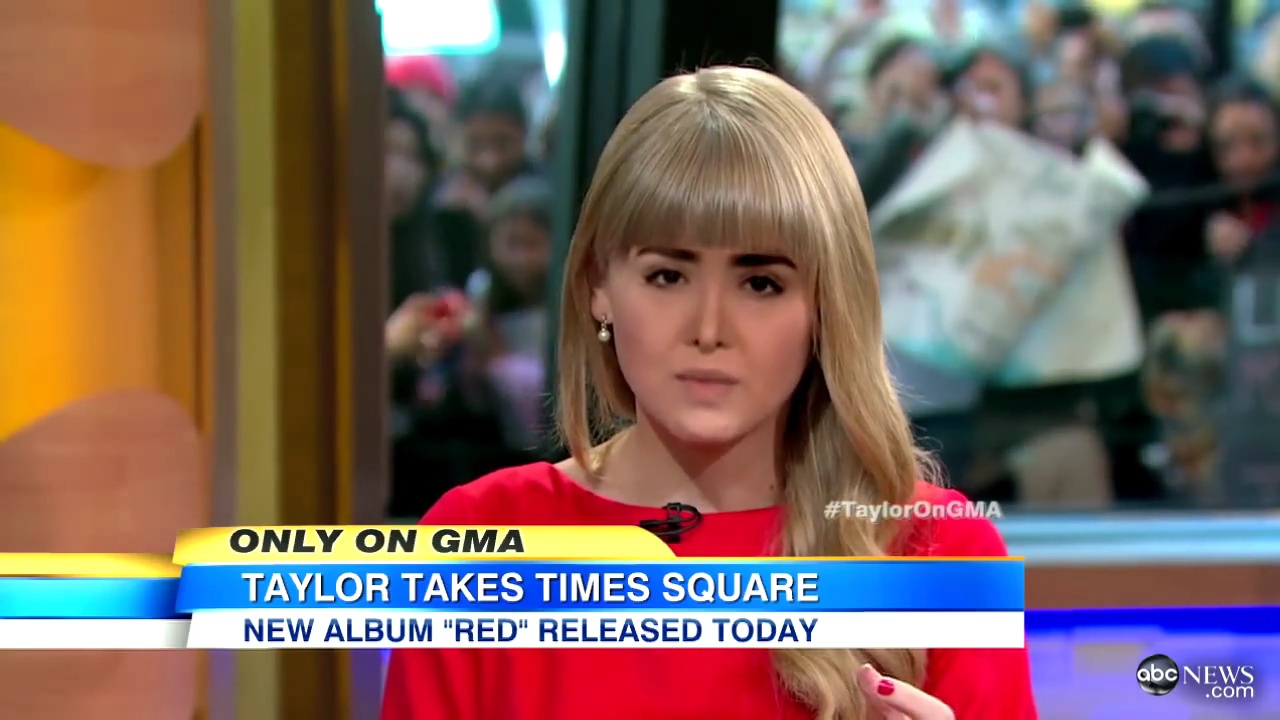 #TaylorOnGMA
ONLY ON GMA
TAYLOR TAKES TIMES SQUARE
NEW ALBUM "RED" RELEASED TODAY
abc NEWS
.com